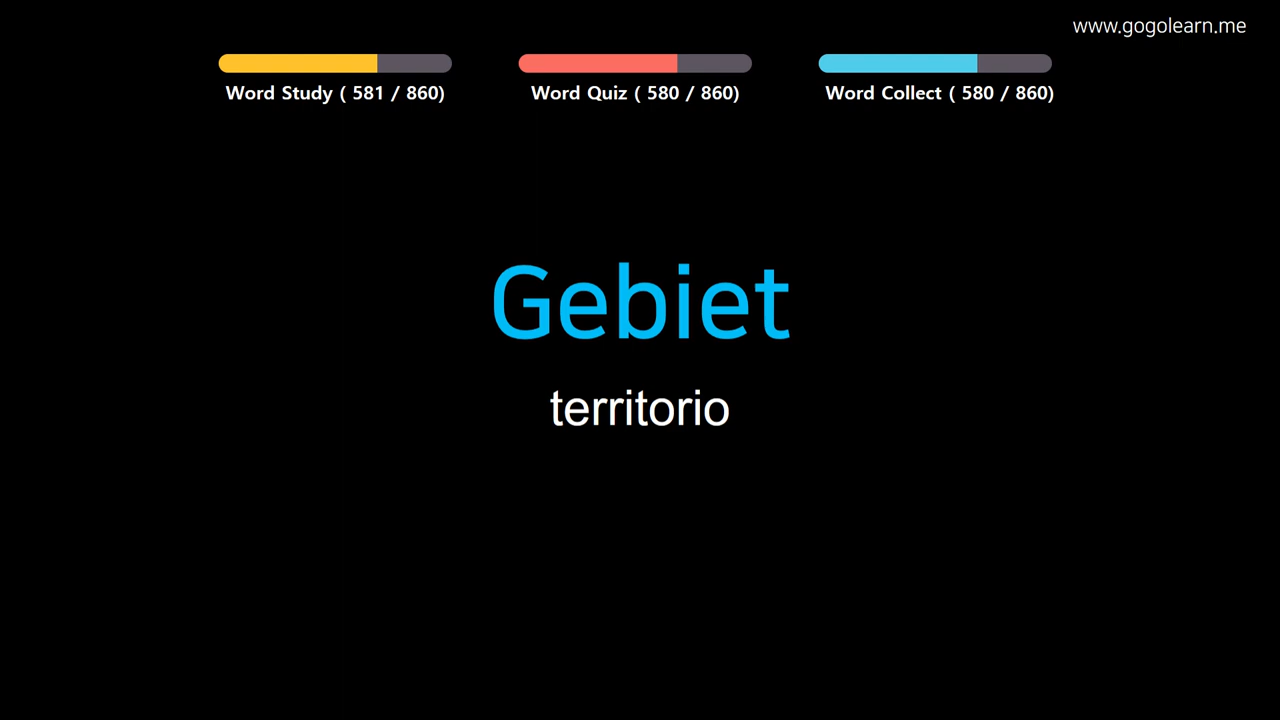 www.gogolearn.me
Word Study ( 581 / 860)
Word Quiz ( 580 / 860)
Word Collect ( 580 / 860)
Gebiet
territorio